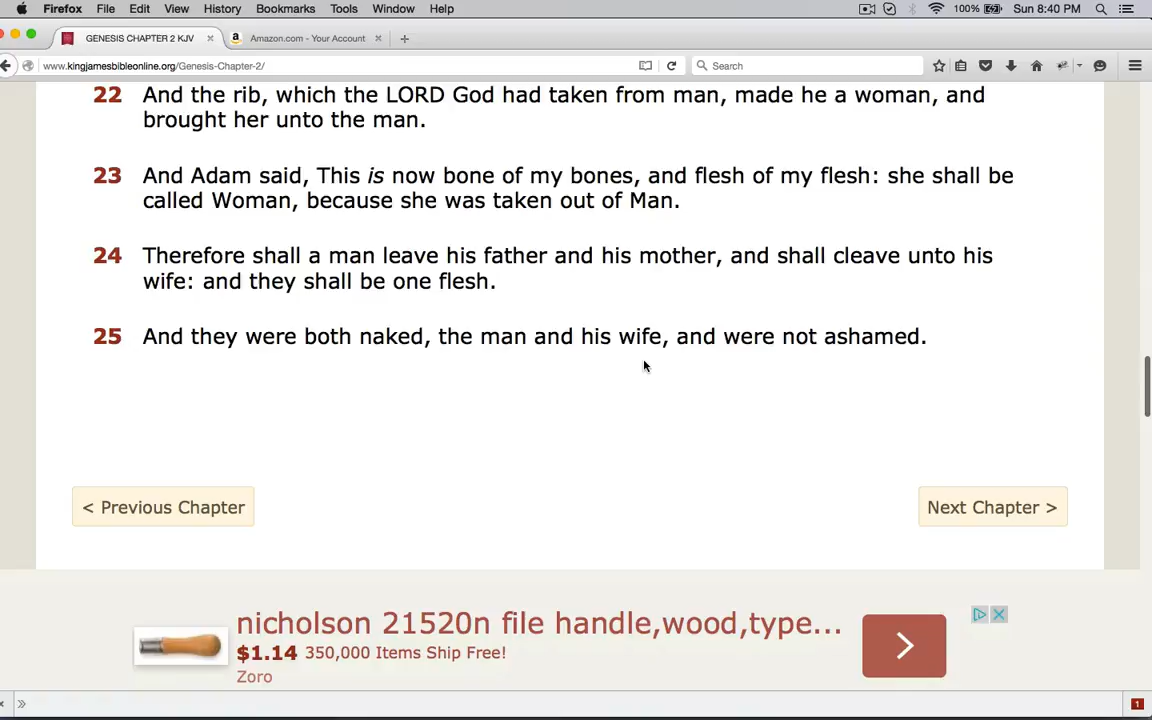 Firefox File Edit View History Bookmarks Tools Window Help 100% Sun 8:40 PM
GENESIS CHAPTER 2 KJV × Amazon.com - Your Account × +
www.kingjamesbibleonline.org/Genesis-Chapter-2/ Search
22 And the rib, which the LORD God had taken from man, made he a woman, and
brought her unto the man.
23 And Adam said, This is now bone of my bones, and flesh of my flesh: she shall be
called Woman, because she was taken out of Man.
24 Therefore shall a man leave his father and his mother, and shall cleave unto his
wife: and they shall be one flesh.
25 And they were both naked, the man and his wife, and were not ashamed.
< Previous Chapter Next Chapter >
nicholson 21520n file handle,wood,type...
$1.14 350,000 Items Ship Free!
Zoro
1